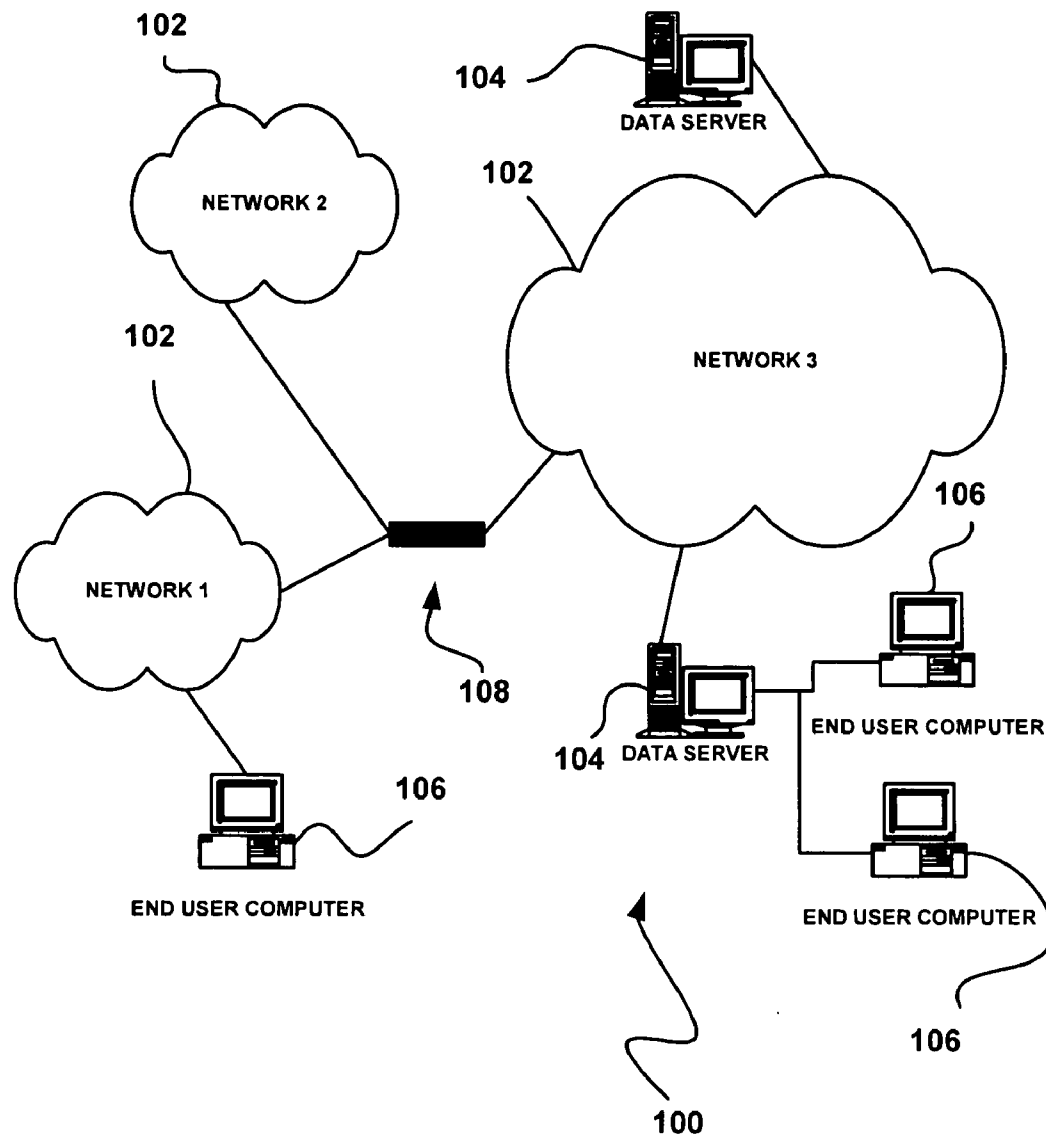 102
104
DATA SERVER
102
NETWORK 2
102
NETWORK 3
106
NETWORK 1
108
END USER COMPUTER
104
DATA SERVER
106
END USER COMPUTER
END USER COMPUTER
106
100